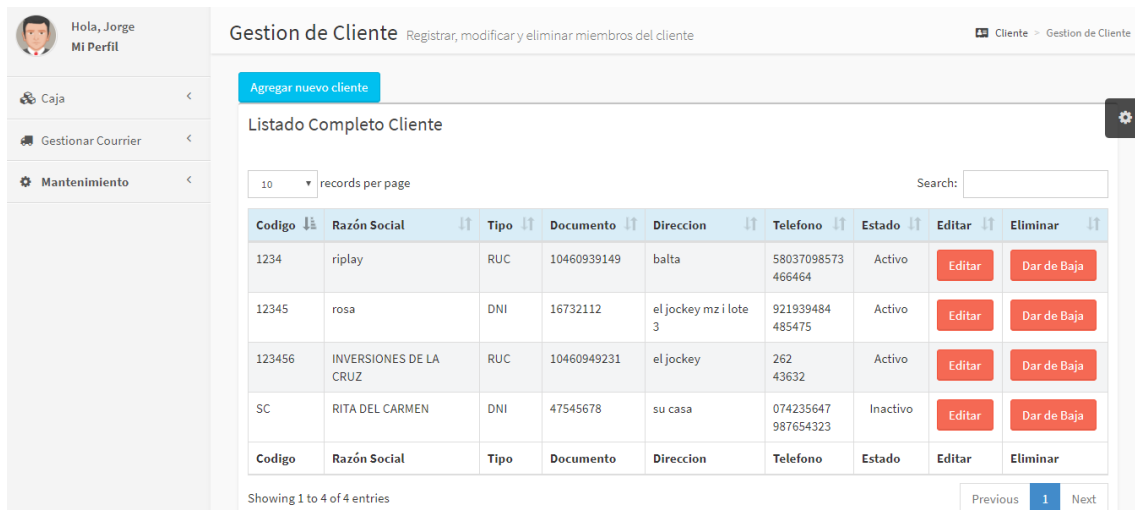 Hola, Jorge
Mi Perfil
Caja
Gestionar Courrier
Mantenimiento
Gestion de Cliente Registrar, modificar y eliminar miembros del cliente
Cliente > Gestion de Cliente
Agregar nuevo cliente
Listado Completo Cliente
10 records per page
Search:
Codigo Razón Social Tipo Documento Direccion Telefono Estado Editar Eliminar
1234 riplay RUC 10460939149 balta 58037098573 Activo Editar Dar de Baja
466464
12345 rosa DNI 16732112 el jockey mz i lote 921939484 Activo Editar Dar de Baja
3 485475
123456 INVERSIONES DE LA RUC 10460949231 el jockey 262 Activo Editar Dar de Baja
CRUZ 43632
SC RITA DEL CARMEN DNI 47545678 su casa 074235647 Inactivo Editar Dar de Baja
987654323
Codigo Razón Social Tipo Documento Direccion Telefono Estado Editar Eliminar
Showing 1 to 4 of 4 entries
Previous 1 Next